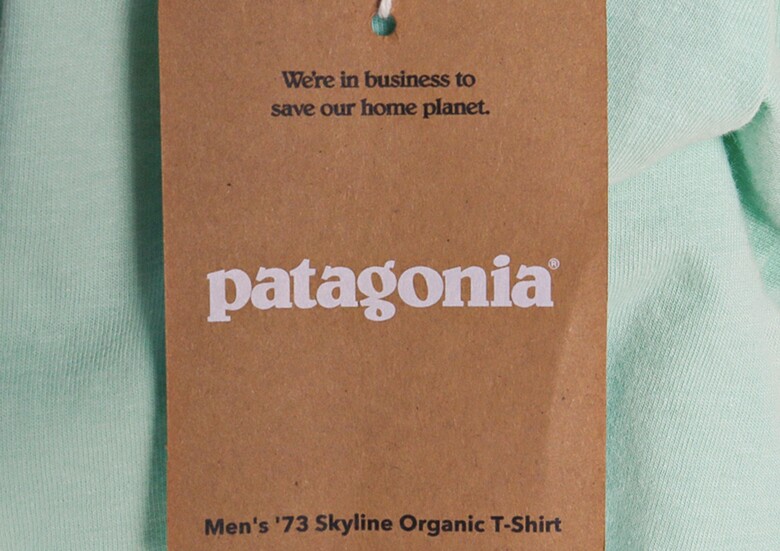 We're in business to
save our home planet.
patagonia®
Men's '73 Skyline Organic T-Shirt